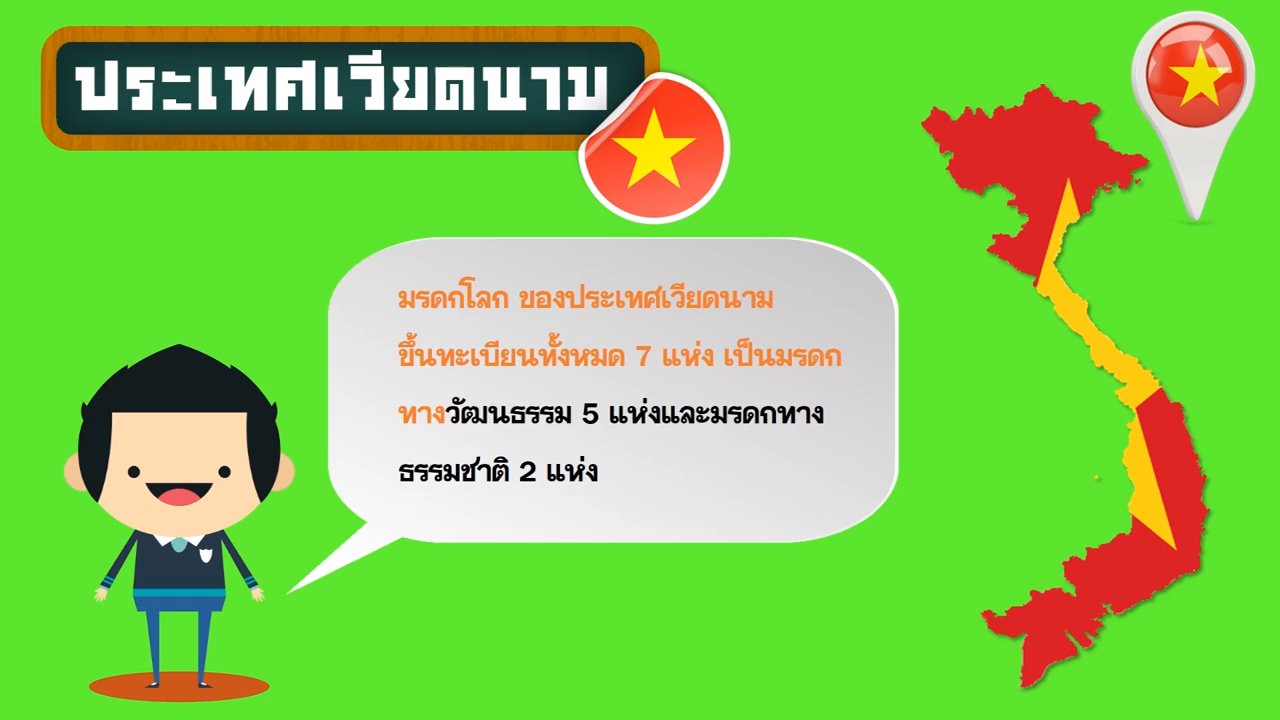 ประเทศเวียดนาม
มรดกโลก ของประเทศเวียดนาม
ขึ้นทะเบียนทั้งหมด 7 แห่ง เป็นมรดก
ทางวัฒนธรรม 5 แห่งและมรดกทาง
ธรรมชาติ 2 แห่ง